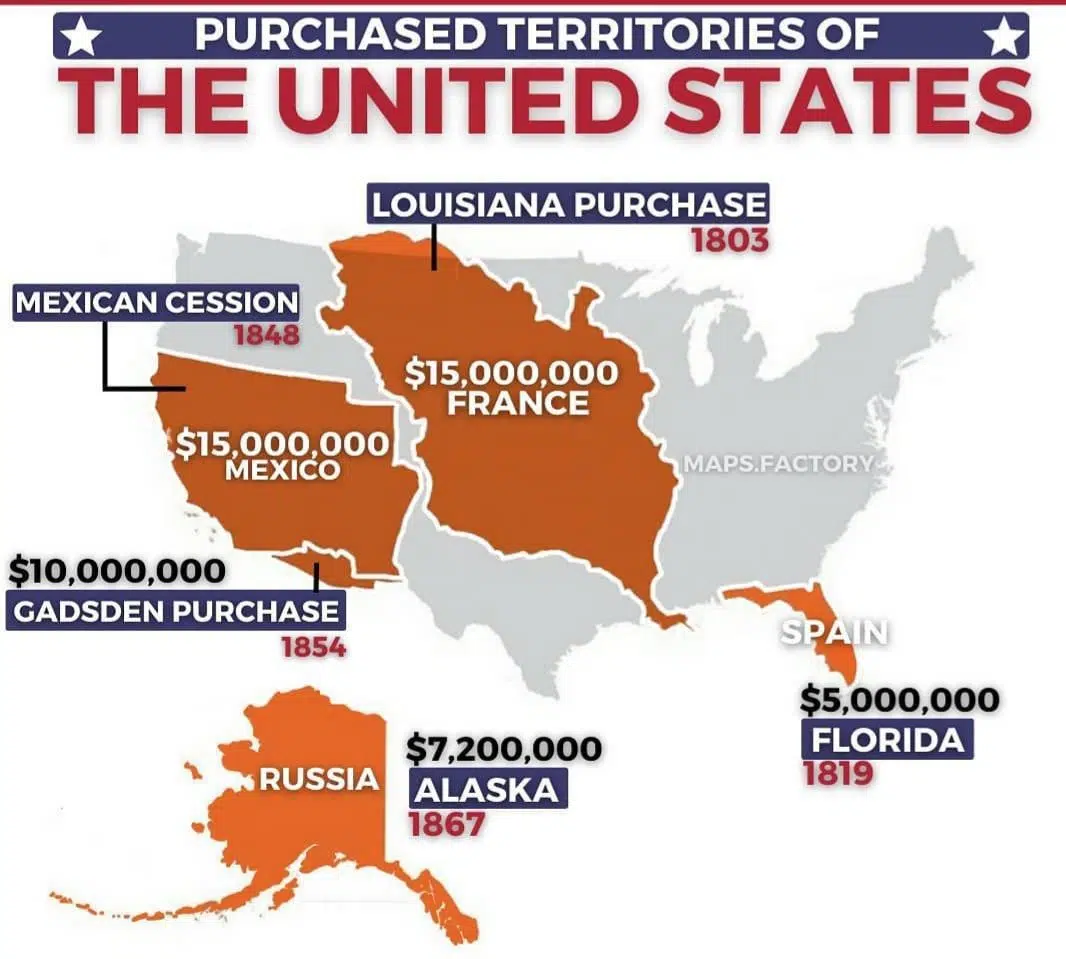 PURCHASED TERRITORIES OF
THE UNITED STATES
LOUISIANA PURCHASE
1803
MEXICAN CESSION
1848
$15,000,000
FRANCE
$15,000,000
MEXICO
MAPS.FACTORY
$10,000,000
GADSDEN PURCHASE
1854
SPAIN
$5,000,000
FLORIDA
1819
RUSSIA
$7,200,000
ALASKA
1867